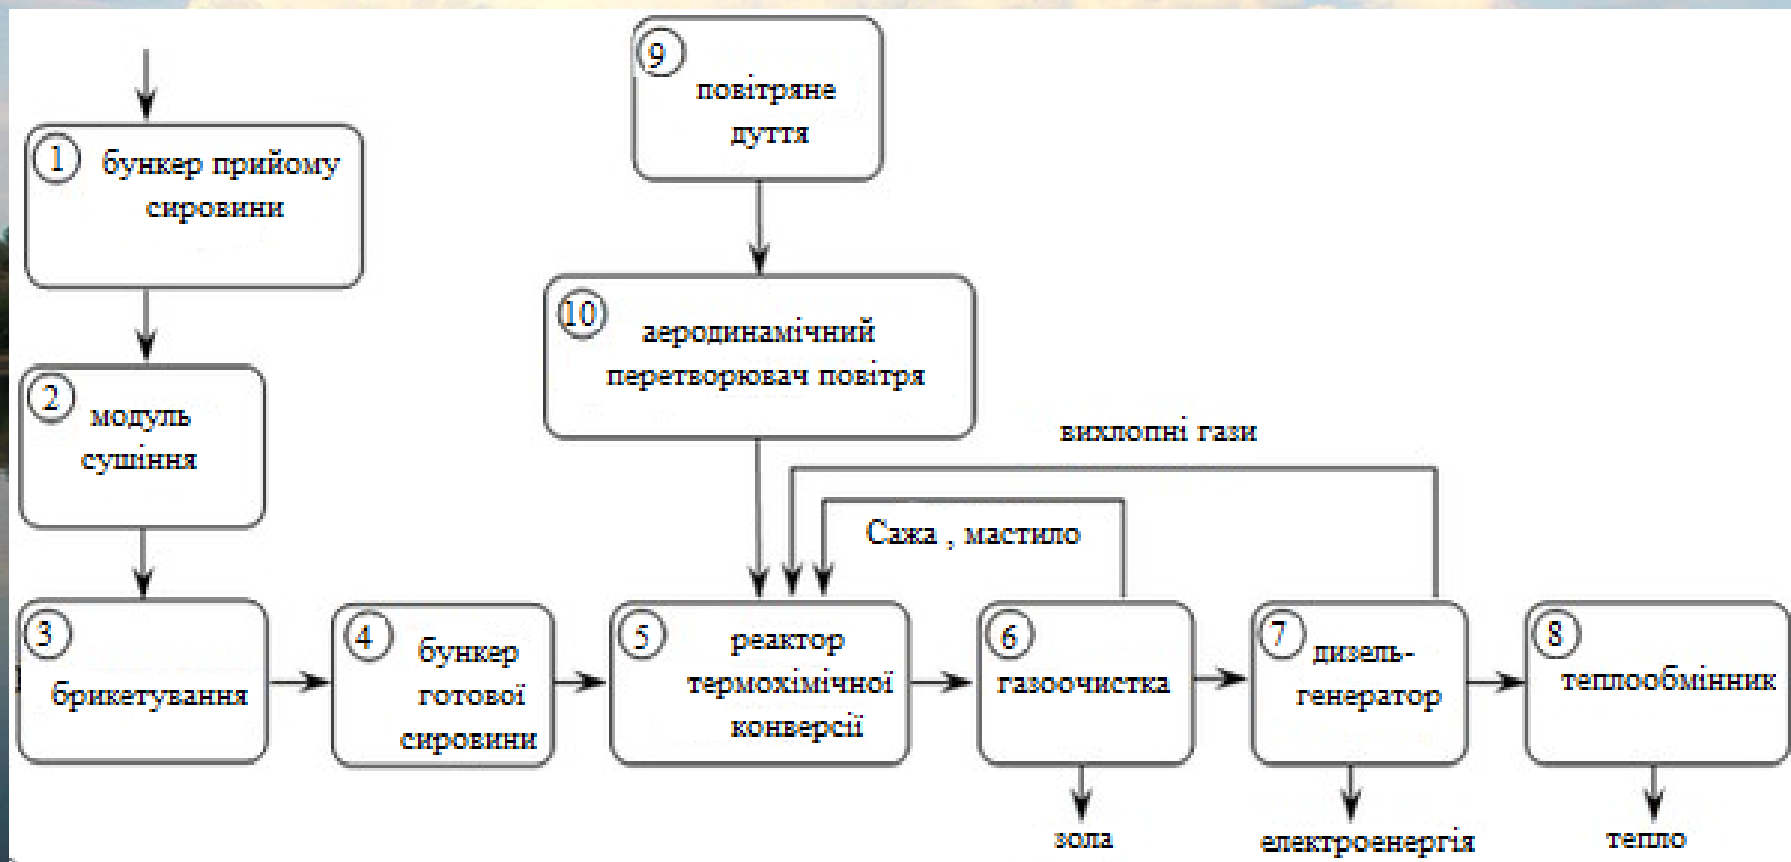 1
бункер прийому
сировини
2
модуль
сушіння
3
брикетування
4
бункер
готової
сировини
9
повітряне
дуття
10
аеродинамічний
перетворювач повітря
вихлопні гази
Сажа , мастило
5
реактор
термохімічної
конверсії
6
газоочистка
зола
7
дизель-
генератор
електроенергія
8
теплообмінник
тепло